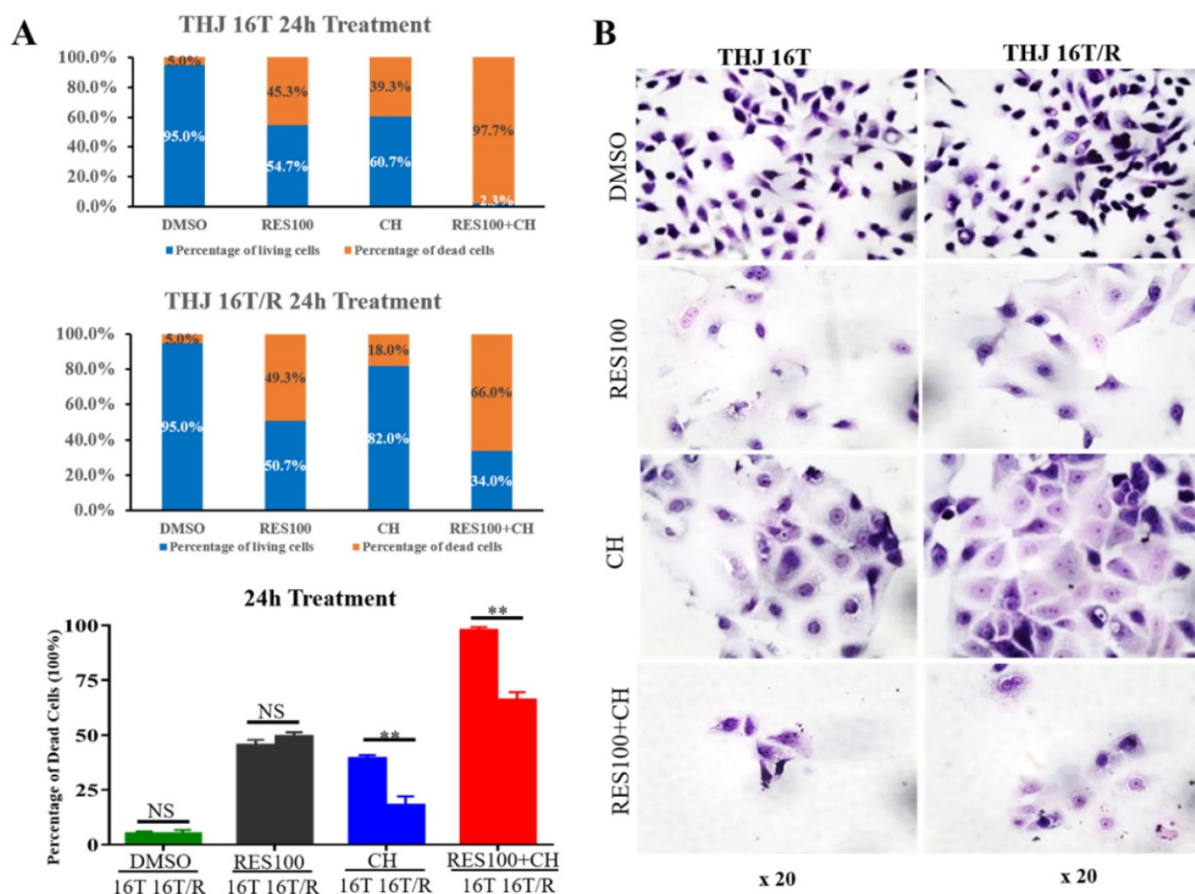 A
THJ 16T 24h Treatment
100.0%
80.0%
60.0%
40.0%
20.0%
0.0%
5.0%
95.0%
45.3%
54.7%
39.3%
60.7%
97.7%
2.3%
DMSO RES100 CH RES100+CH
Percentage of living cells Percentage of dead cells
THJ 16T/R 24h Treatment
100.0%
80.0%
60.0%
40.0%
20.0%
0.0%
5.0%
95.0%
49.3%
50.7%
18.0%
82.0%
66.0%
34.0%
DMSO RES100 CH RES100+CH
Percentage of living cells Percentage of dead cells
24h Treatment
Percentage of Dead Cells (100%)
100
75
50
25
0
NS
NS
**
**
DMSO RES100 CH RES100+CH
16T 16T/R 16T 16T/R 16T 16T/R 16T 16T/R
B
THJ 16T THJ 16T/R
DMSO
RES100
CH
RES100+CH
x 20 x 20